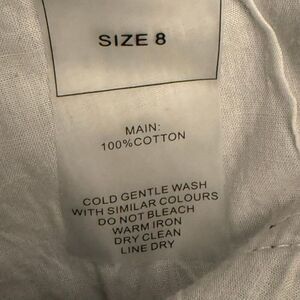 SIZE 8
MAIN:
100%COTTON
COLD GENTLE WASH
WITH SIMILAR COLOURS
DO NOT BLEACH
WARM IRON
DRY CLEAN
LINE DRY